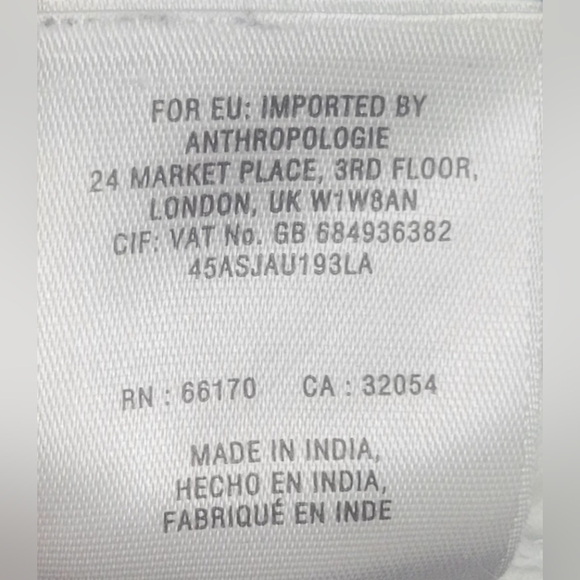 FOR EU: IMPORTED BY
ANTHROPOLOGIE
24 MARKET PLACE, 3RD FLOOR,
LONDON, UK W1W8AN
CIF: VAT No. GB 684936382
45ASJAU193LA
RN : 66170 CA : 32054
MADE IN INDIA,
HECHO EN INDIA,
FABRIQUÉ EN INDE